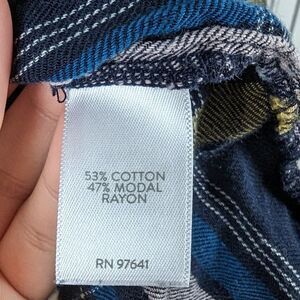 53% COTTON
47% MODAL
RAYON
RN 97641